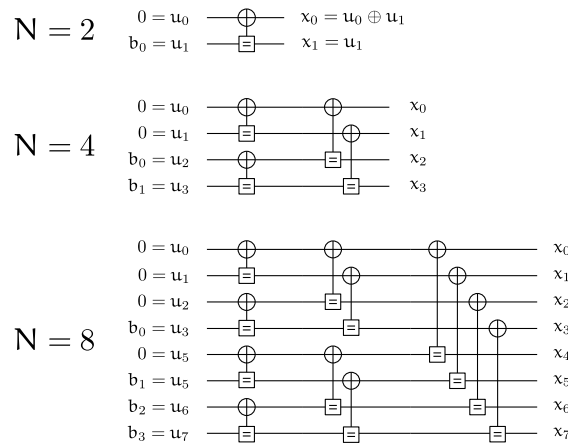 N = 2
0 = u₀ x₀ = u₀ ⊕ u₁
b₀ = u₁ = x₁ = u₁
N = 4
0 = u₀ x₀
0 = u₁ = x₁
b₀ = u₂ = x₂
b₁ = u₃ = = x₃
N = 8
0 = u₀ x₀
0 = u₁ = x₁
0 = u₂ = x₂
b₀ = u₃ = = x₃
0 = u₅ = x₄
b₁ = u₅ = = x₅
b₂ = u₆ = = x₆
b₃ = u₇ = = = x₇